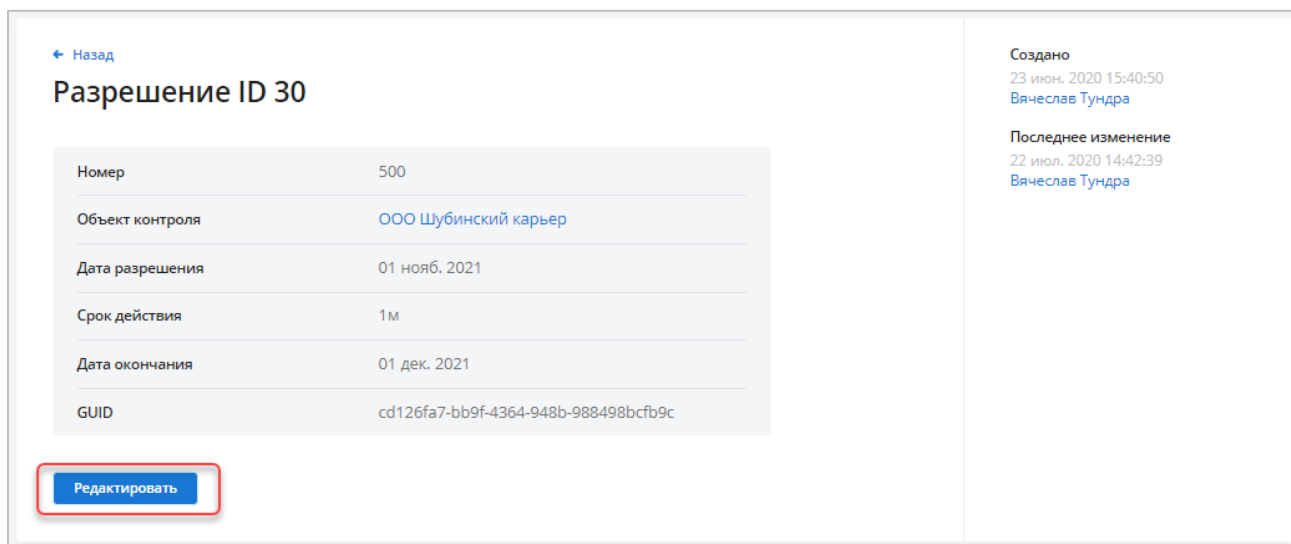 ← Назад
Разрешение ID 30
Номер 500
Объект контроля ООО Шубинский карьер
Дата разрешения 01 нояб. 2021
Срок действия 1м
Дата окончания 01 дек. 2021
GUID cd126fa7-bb9f-4364-948b-988498bcfb9c
Редактировать
Создано
23 июн. 2020 15:40:50
Вячеслав Тундра
Последнее изменение
22 июл. 2020 14:42:39
Вячеслав Тундра